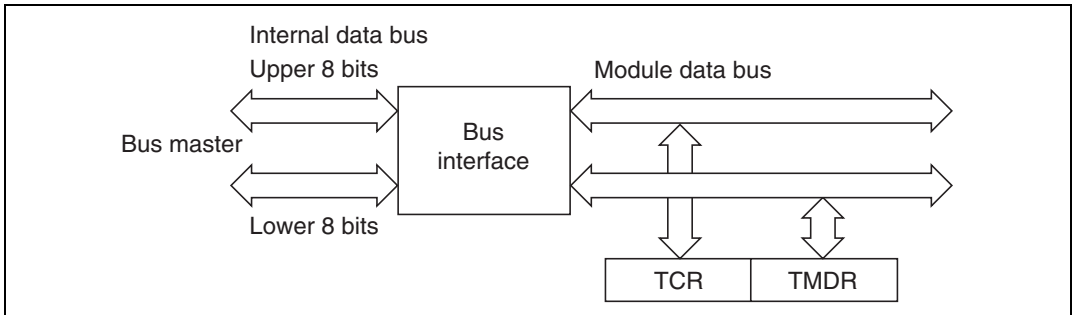 Internal data bus
Upper 8 bits
Module data bus
Bus master
Bus
interface
Lower 8 bits
TCR
TMDR